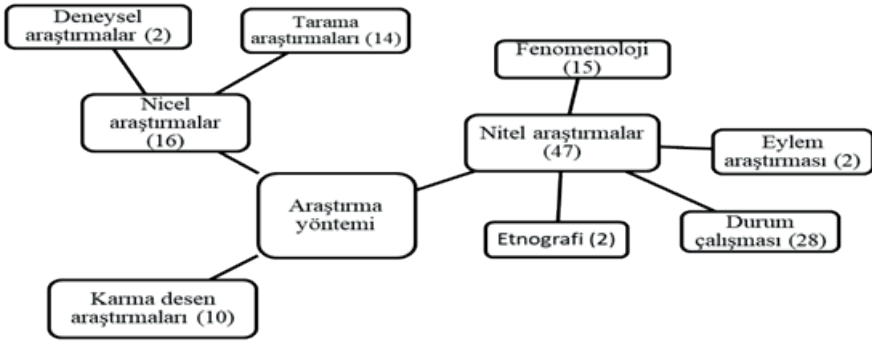 Deneysel
araştırmalar (2)
Tarama
araştırmaları (14)
Nicel
araştırmalar
(16)
Fenomenoloji
(15)
Nitel araştırmalar
(47)
Eylem
araştırması (2)
Araştırma
yöntemi
Etnografi (2)
Durum
çalışması (28)
Karma desen
araştırmaları (10)